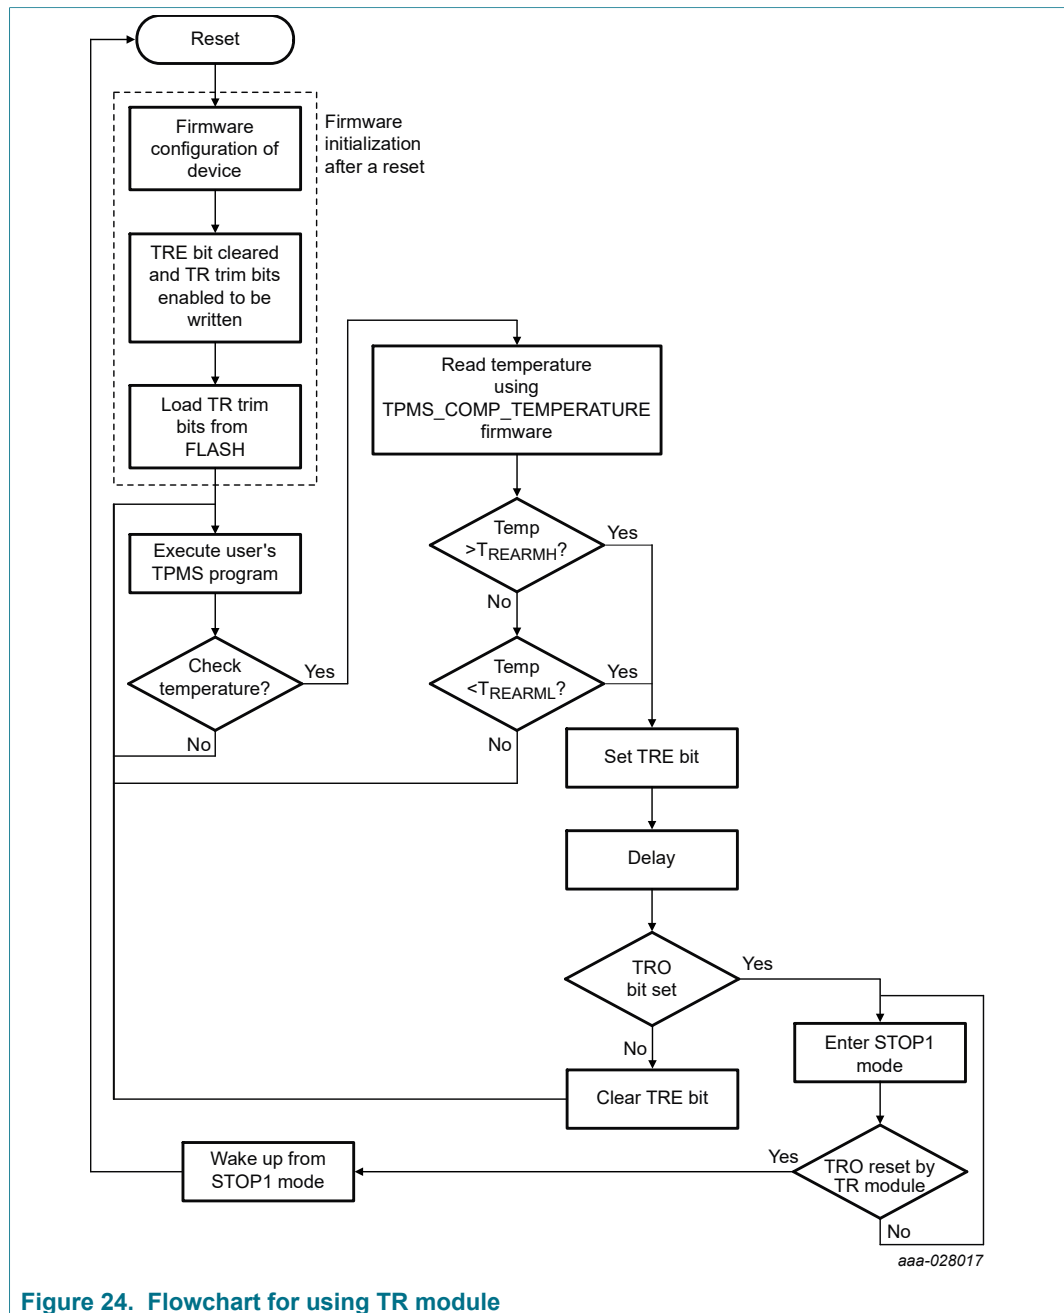 Reset
Firmware
configuration of
device
Firmware
initialization
after a reset
TRE bit cleared
and TR trim bits
enabled to be
written
Load TR trim
bits from
FLASH
Read temperature
using
TPMS_COMP_TEMPERATURE
firmware
Execute user's
TPMS program
Temp
>TREARMH?
Yes
No
Check
temperature?
Yes
No
Temp
<TREARML?
Yes
No
Set TRE bit
Delay
TRO
bit set
Yes
No
Enter STOP1
mode
Clear TRE bit
Wake up from
STOP1 mode
Yes
TRO reset by
TR module
No
aaa-028017
Figure 24. Flowchart for using TR module